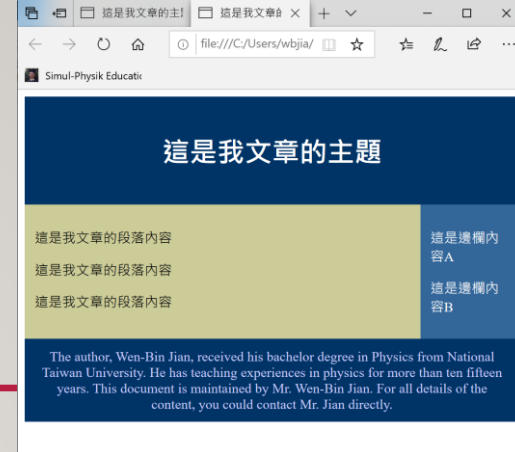 這是我文章的主題
這是我文章的
file:///C:/Users/wbjia/
Simul-Physik Educatic
這是我文章的主題
這是我文章的段落內容
這是我文章的段落內容
這是我文章的段落內容
這是邊欄內
容A
這是邊欄內
容B
The author, Wen-Bin Jian, received his bachelor degree in Physics from National
Taiwan University. He has teaching experiences in physics for more than ten fifteen
years. This document is maintained by Mr. Wen-Bin Jian. For all details of the
content, you could contact Mr. Jian directly.